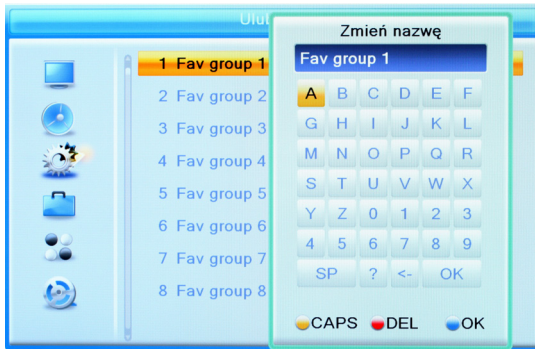 Zmień nazwę
Fav group 1
1 Fav group 1
2 Fav group 2
3 Fav group 3
4 Fav group 4
5 Fav group 5
6 Fav group 6
7 Fav group 7
8 Fav group 8
A B C D E F
G H I J K L
M N O P Q R
S T U V W X
Y Z 0 1 2 3
4 5 6 7 8 9
SP ? <- OK
CAPS DEL OK